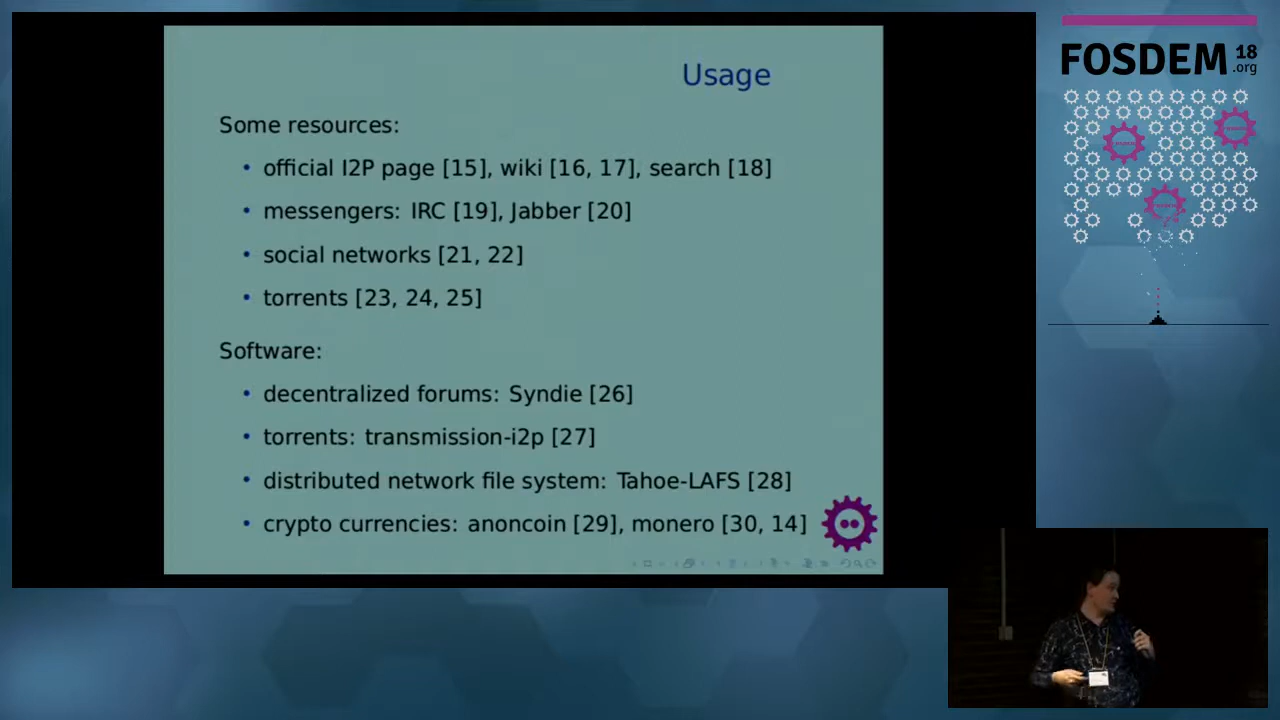 Usage
Some resources:
• official I2P page [15], wiki [16, 17], search [18]
• messengers: IRC [19], Jabber [20]
• social networks [21, 22]
• torrents [23, 24, 25]
Software:
• decentralized forums: Syndie [26]
• torrents: transmission-i2p [27]
• distributed network file system: Tahoe-LAFS [28]
• crypto currencies: anoncoin [29], monero [30, 14]
FOSDEM 18
.org